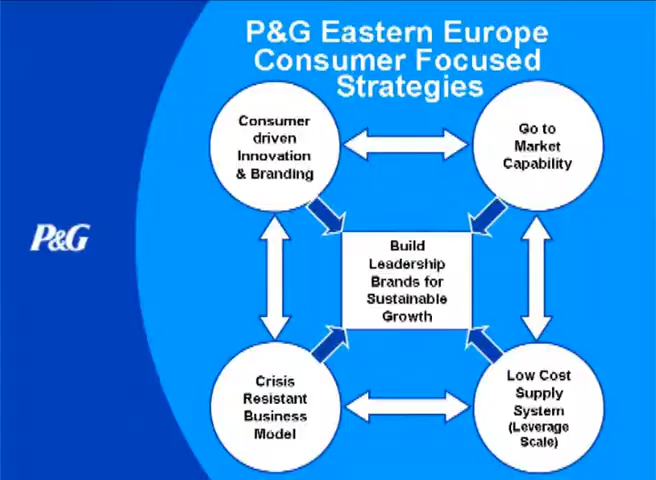 P&G Eastern Europe
Consumer Focused
Strategies
Consumer
driven
Innovation
& Branding
Go to
Market
Capability
P&G
Build
Leadership
Brands for
Sustainable
Growth
Crisis
Resistant
Business
Model
Low Cost
Supply
System
(Leverage
Scale)